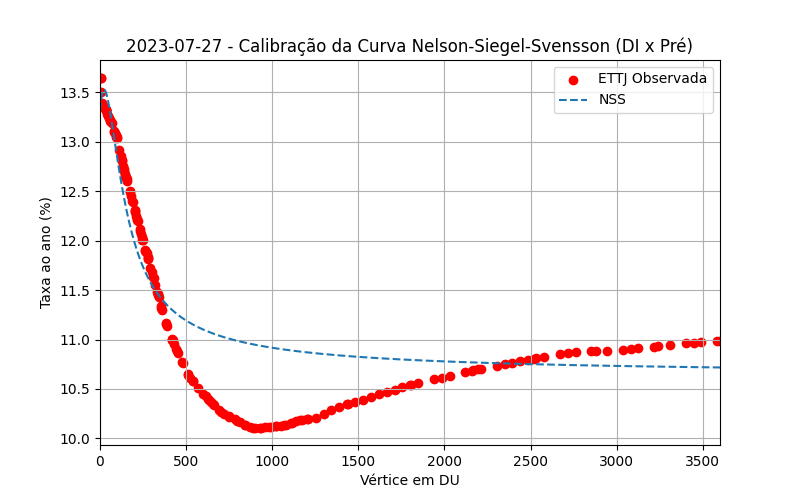 2023-07-27 - Calibração da Curva Nelson-Siegel-Svensson (DI x Pré)
ETTJ Observada
NSS
Taxa ao ano (%)
13.5
13.0
12.5
12.0
11.5
11.0
10.5
10.0
0 500 1000 1500 2000 2500 3000 3500
Vértice em DU